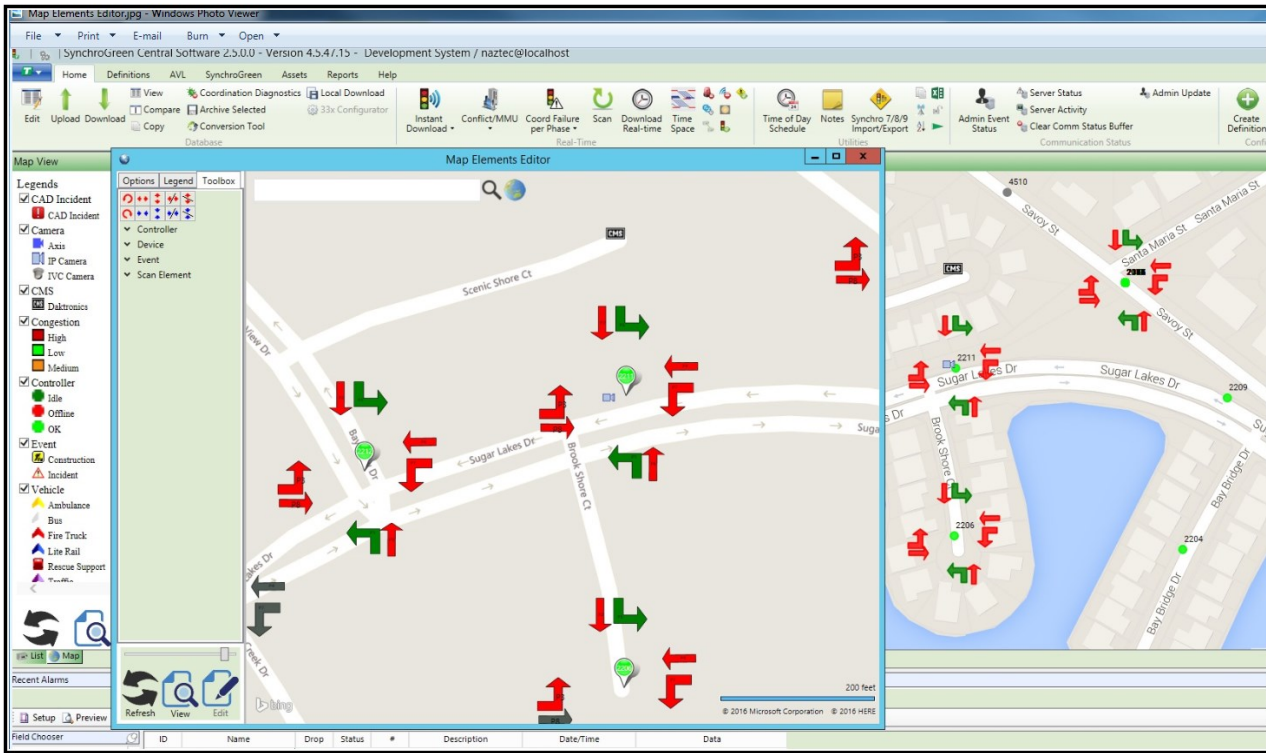 Map Elements Editor.jpg - Windows Photo Viewer
File Print E-mail Burn Open
SynchroGreen Central Software 2.5.0.0 - Version 4.5.47.15 - Development System / naztec@localhost
Home Definitions AVL SynchroGreen Assets Reports Help
View Coordination Diagnostics Local Download
Compare Archive Selected 33x Configurator
Copy Conversion Tool
Edit Upload Download
Database
Instant Download
Conflict/MMU
Coord Failure per Phase
Scan
Download Real-time
Time Space
Real-Time
Time of Day Schedule
Notes
Synchro 7/8/9 Import/Export
Utilities
Admin Event Status
Server Status
Server Activity
Clear Comm Status Buffer
Admin Update
Communication Status
Create
Map View
Map Elements Editor
Legends
CAD Incident
CAD Incident
Camera
Axis
IP Camera
IVC Camera
CMS
Daktronics
Congestion
High
Low
Medium
Controller
Idle
Offline
OK
Event
Construction
Incident
Vehicle
Ambulance
Bus
Fire Truck
Lite Rail
Rescue Support
List Map
Options Legend Toolbox
Controller
Device
Event
Scan Element
Refresh View Edit
CMS
Scenic Shore Ct
View Dr
Sugar Lakes Dr
Brook Shore Ct
Creek Dr
bing
200 feet
© 2016 Microsoft Corporation © 2016 HERE
4510
Savoy St
Santa Maria St
Santa Maria St
CMS
Savoy St
2211
Sugar Lakes Dr
Sugar Lakes Dr
2209
Brook Shore Ct
2206
2204
Bay Bridge Dr
Bay Bridge Dr
Recent Alarms
Setup Preview
Field Chooser
ID Name Drop Status # Description Date/Time Data